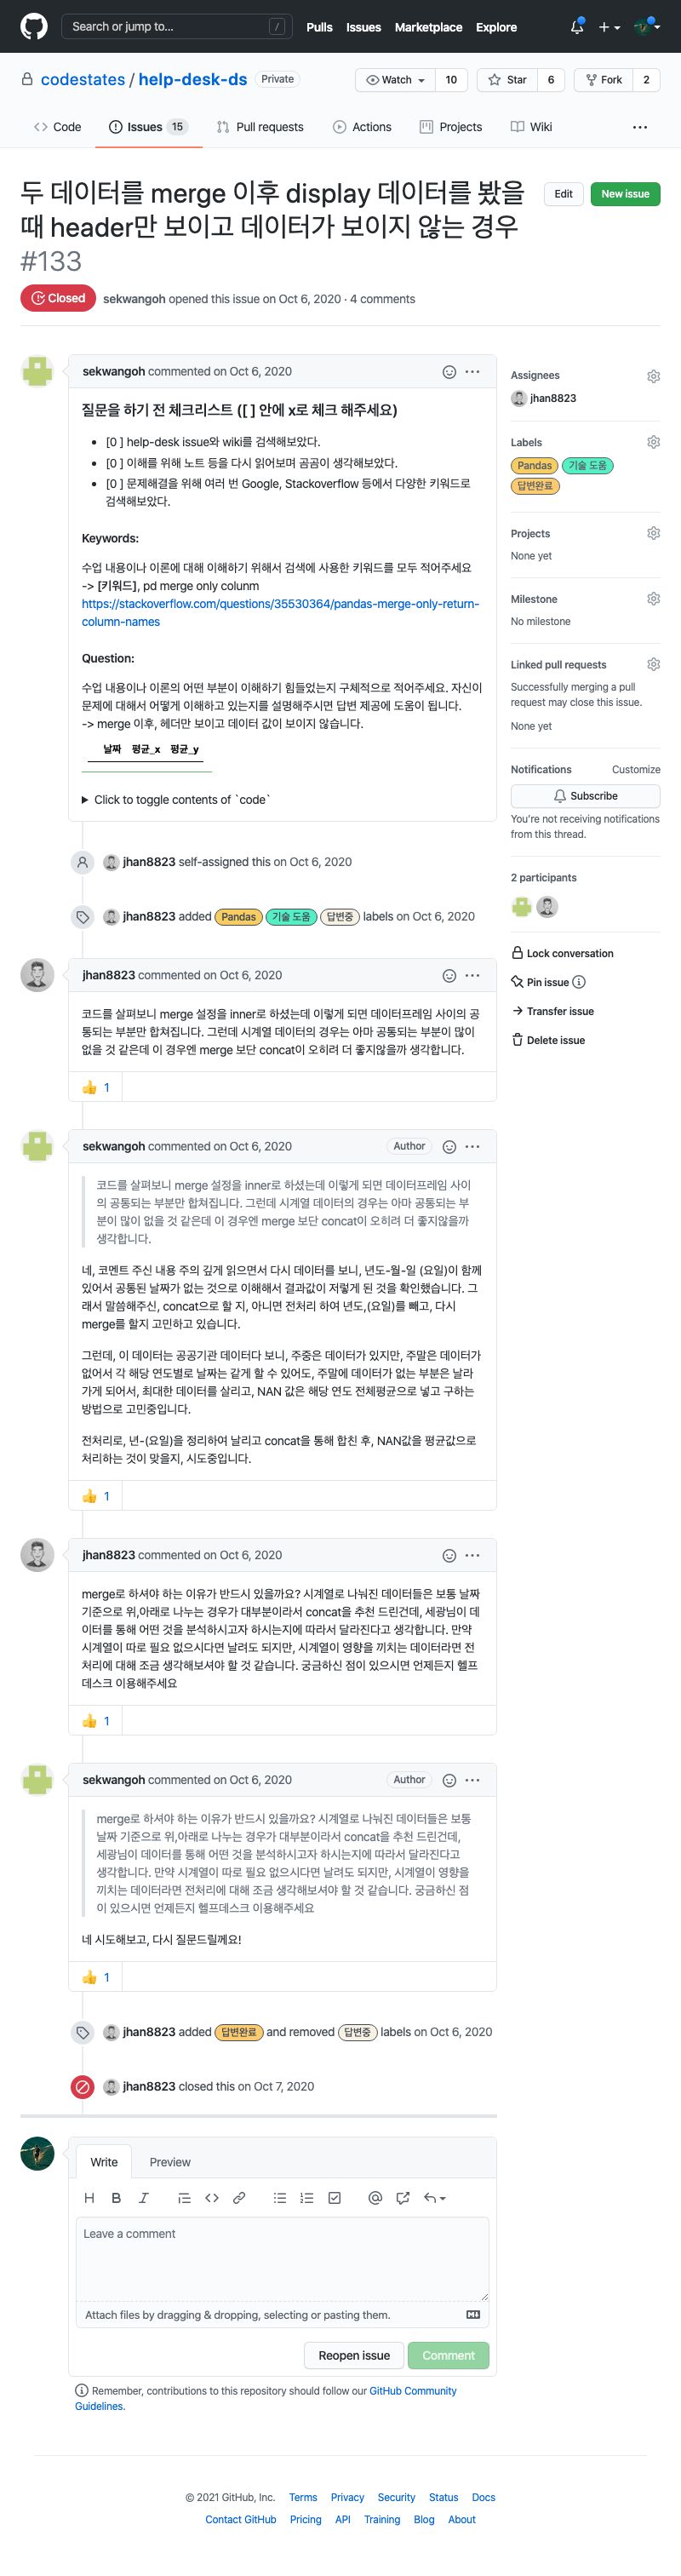 Search or jump to... /
Pulls Issues Marketplace Explore
codestates / help-desk-ds Private
Watch 10 Star 6 Fork 2
Code Issues 15 Pull requests Actions Projects Wiki ...
두 데이터를 merge 이후 display 데이터를 봤을
때 header만 보이고 데이터가 보이지 않는 경우
#133
Edit New issue
Closed sekwangoh opened this issue on Oct 6, 2020 · 4 comments
sekwangoh commented on Oct 6, 2020
질문을 하기 전 체크리스트 ([ ] 안에 x로 체크 해주세요)
• [0 ] help-desk issue와 wiki를 검색해보았다.
• [0 ] 이해를 위해 노트 등을 다시 읽어보며 곰곰이 생각해보았다.
• [0 ] 문제해결을 위해 여러 번 Google, Stackoverflow 등에서 다양한 키워드로
검색해보았다.
Keywords:
수업 내용이나 이론에 대해 이해하기 위해서 검색에 사용한 키워드를 모두 적어주세요
-> [키워드], pd merge only colunm
https://stackoverflow.com/questions/35530364/pandas-merge-only-return-
column-names
Question:
수업 내용이나 이론의 어떤 부분이 이해하기 힘들었는지 구체적으로 적어주세요. 자신이
문제에 대해서 어떻게 이해하고 있는지를 설명해주시면 답변 제공에 도움이 됩니다.
-> merge 이후, 헤더만 보이고 데이터 값이 보이지 않습니다.
날짜 평균_x 평균_y
Click to toggle contents of `code`
Assignees
jhan8823
Labels
Pandas 기술 도움
답변완료
Projects
None yet
Milestone
No milestone
Linked pull requests
Successfully merging a pull
request may close this issue.
None yet
Notifications Customize
Subscribe
You're not receiving notifications
from this thread.
2 participants
Lock conversation
Pin issue
Transfer issue
Delete issue
jhan8823 self-assigned this on Oct 6, 2020
jhan8823 added Pandas 기술 도움 답변중 labels on Oct 6, 2020
jhan8823 commented on Oct 6, 2020
코드를 살펴보니 merge 설정을 inner로 하셨는데 이렇게 되면 데이터프레임 사이의 공
통되는 부분만 합쳐집니다. 그런데 시계열 데이터의 경우는 아마 공통되는 부분이 많이
없을 것 같은데 이 경우엔 merge 보단 concat이 오히려 더 좋지않을까 생각합니다.
👍 1
sekwangoh commented on Oct 6, 2020 Author
코드를 살펴보니 merge 설정을 inner로 하셨는데 이렇게 되면 데이터프레임 사이
의 공통되는 부분만 합쳐집니다. 그런데 시계열 데이터의 경우는 아마 공통되는 부
분이 많이 없을 것 같은데 이 경우엔 merge 보단 concat이 오히려 더 좋지않을까
생각합니다.
네, 코멘트 주신 내용 주의 깊게 읽으면서 다시 데이터를 보니, 년도-월-일 (요일)이 함께
있어서 공통된 날짜가 없는 것으로 이해해서 결과값이 저렇게 된 것을 확인했습니다. 그
래서 말씀해주신, concat으로 할 지, 아니면 전처리 하여 년도,(요일)를 빼고, 다시
merge를 할지 고민하고 있습니다.
그런데, 이 데이터는 공공기관 데이터다 보니, 주중은 데이터가 있지만, 주말은 데이터가
없어서 각 해당 연도별로 날짜는 같게 할 수 있어도, 주말에 데이터가 없는 부분은 날라
가게 되어서, 최대한 데이터를 살리고, NAN 값은 해당 연도 전체평균으로 넣고 구하는
방법으로 고민중입니다.
전처리로, 년-(요일)을 정리하여 날리고 concat을 통해 합친 후, NAN값을 평균값으로
처리하는 것이 맞을지, 시도중입니다.
👍 1
jhan8823 commented on Oct 6, 2020
merge로 하셔야 하는 이유가 반드시 있을까요? 시계열로 나눠진 데이터들은 보통 날짜
기준으로 위,아래로 나누는 경우가 대부분이라서 concat을 추천 드린건데, 세광님이 데
이터를 통해 어떤 것을 분석하시고자 하시는지에 따라서 달라진다고 생각합니다. 만약
시계열이 따로 필요 없으시다면 날려도 되지만, 시계열이 영향을 끼치는 데이터라면 전
처리에 대해 조금 생각해보셔야 할 것 같습니다. 궁금하신 점이 있으시면 언제든지 헬프
데스크 이용해주세요
👍 1
sekwangoh commented on Oct 6, 2020 Author
merge로 하셔야 하는 이유가 반드시 있을까요? 시계열로 나눠진 데이터들은 보통
날짜 기준으로 위,아래로 나누는 경우가 대부분이라서 concat을 추천 드린건데,
세광님이 데이터를 통해 어떤 것을 분석하시고자 하시는지에 따라서 달라진다고
생각합니다. 만약 시계열이 따로 필요 없으시다면 날려도 되지만, 시계열이 영향을
끼치는 데이터라면 전처리에 대해 조금 생각해보셔야 할 것 같습니다. 궁금하신 점
이 있으시면 언제든지 헬프데스크 이용해주세요
네 시도해보고, 다시 질문드릴께요!
👍 1
jhan8823 added 답변완료 and removed 답변중 labels on Oct 6, 2020
jhan8823 closed this on Oct 7, 2020
Write Preview
Leave a comment
Attach files by dragging & dropping, selecting or pasting them.
Reopen issue Comment
Remember, contributions to this repository should follow our GitHub Community
Guidelines.
© 2021 GitHub, Inc. Terms Privacy Security Status Docs
Contact GitHub Pricing API Training Blog About